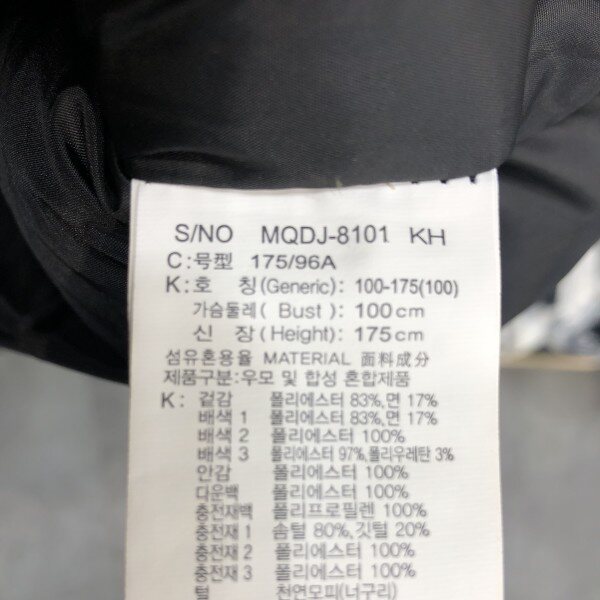 S/NO MQDJ-8101 KH
C:号型 175/96A
K:호 칭(Generic): 100-175(100)
가슴둘레(Bust): 100cm
신 장(Height): 175cm
섬유혼용율 MATERIAL 面料成分
제품구분:우모 및 합성 혼합제품
K: 겉감 폴리에스터 83%,면 17%
배색 1 폴리에스터 83%,면 17%
배색 2 폴리에스터 100%
배색 3 폴리에스터 97%,폴리우레탄 3%
안감 폴리에스터 100%
다운백 폴리에스터 100%
충전재백 폴리프로필렌 100%
충전재 1 솜털 80%,깃털 20%
충전재 2 폴리에스터 100%
충전재 3 폴리에스터 100%
털 천연모피(너구리)